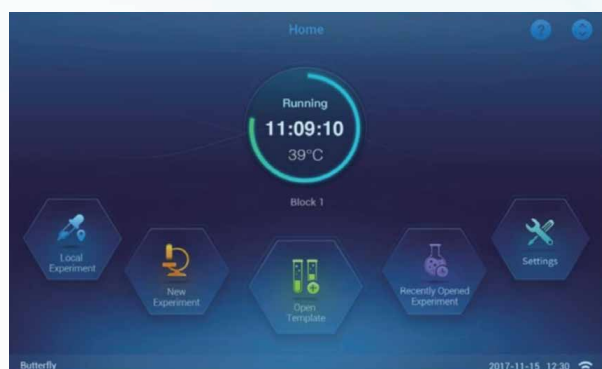 Home
?
Running
11:09:10
39°C
Block 1
Local
Experiment
New
Experiment
Open
Template
Recently Opened
Experiment
Settings
Butterfly
2017-11-15 12:30